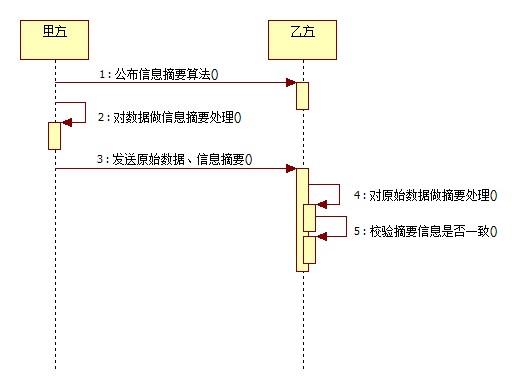 甲方
乙方
1 : 公布信息摘要算法()
2 : 对数据做信息摘要处理()
3 : 发送原始数据、信息摘要()
4 : 对原始数据做摘要处理()
5 : 校验摘要信息是否一致()